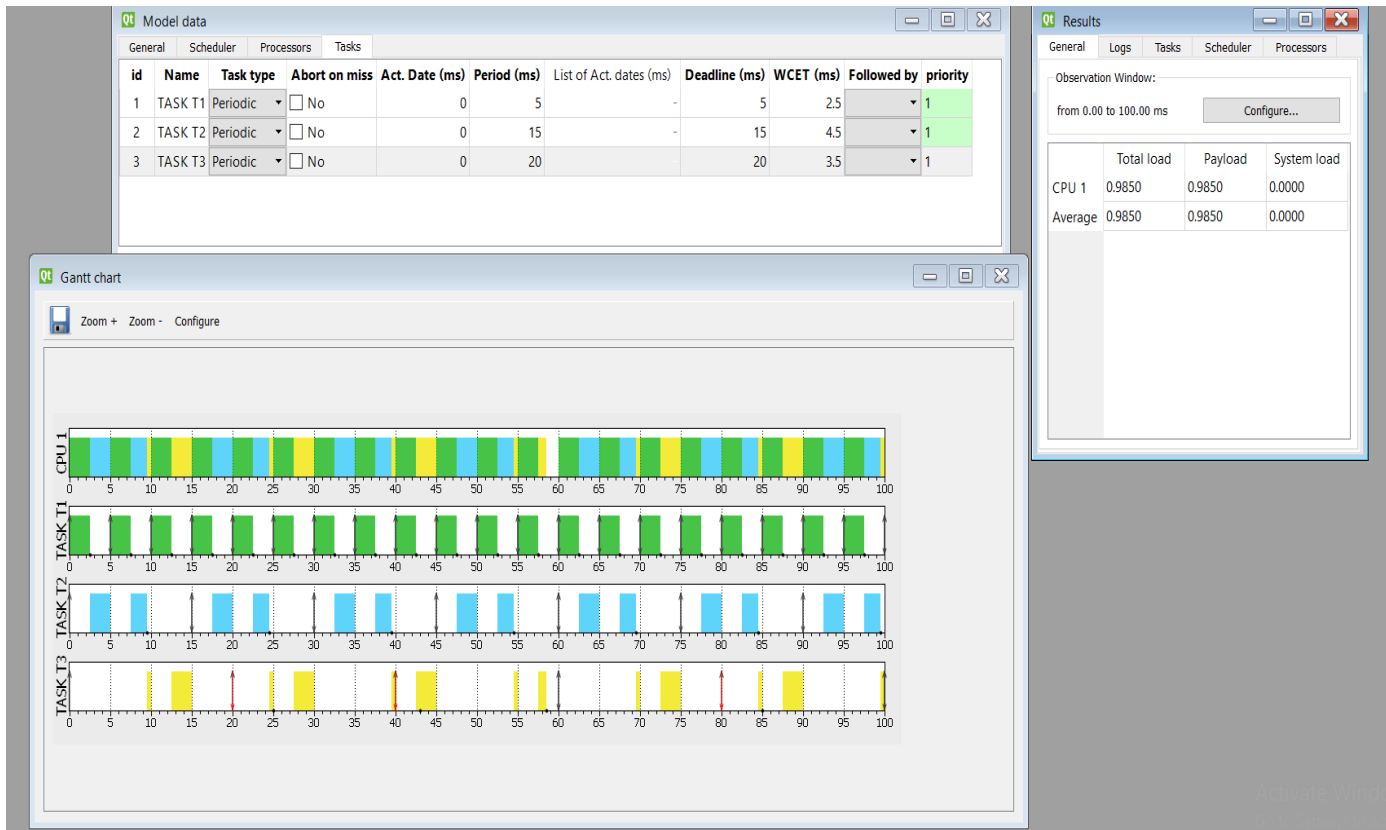 Model data
General Scheduler Processors Tasks
id Name Task type Abort on miss Act. Date (ms) Period (ms) List of Act. dates (ms) Deadline (ms) WCET (ms) Followed by priority
1 TASK T1 Periodic No 0 5 - 5 2.5 1
2 TASK T2 Periodic No 0 15 - 15 4.5 1
3 TASK T3 Periodic No 0 20 - 20 3.5 1
Results
General Logs Tasks Scheduler Processors
Observation Window:
from 0.00 to 100.00 ms Configure...
Total load Payload System load
CPU 1 0.9850 0.9850 0.0000
Average 0.9850 0.9850 0.0000
Gantt chart
Zoom + Zoom - Configure
CPU 1
0 5 10 15 20 25 30 35 40 45 50 55 60 65 70 75 80 85 90 95 100
TASK T1
0 5 10 15 20 25 30 35 40 45 50 55 60 65 70 75 80 85 90 95 100
TASK T2
0 5 10 15 20 25 30 35 40 45 50 55 60 65 70 75 80 85 90 95 100
TASK T3
0 5 10 15 20 25 30 35 40 45 50 55 60 65 70 75 80 85 90 95 100
Activate Win